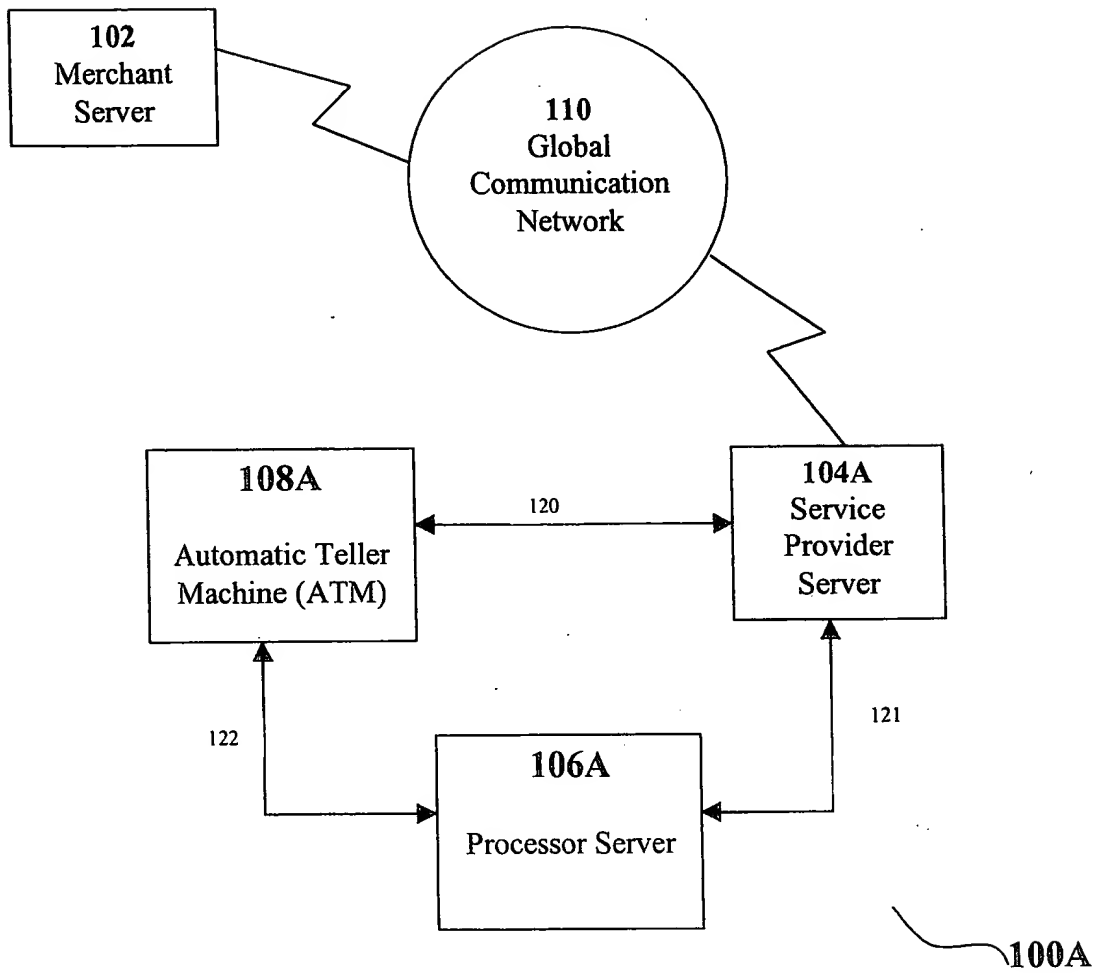 102
Merchant
Server
110
Global
Communication
Network
108A
Automatic Teller
Machine (ATM)
120
104A
Service
Provider
Server
122
121
106A
Processor Server
100A